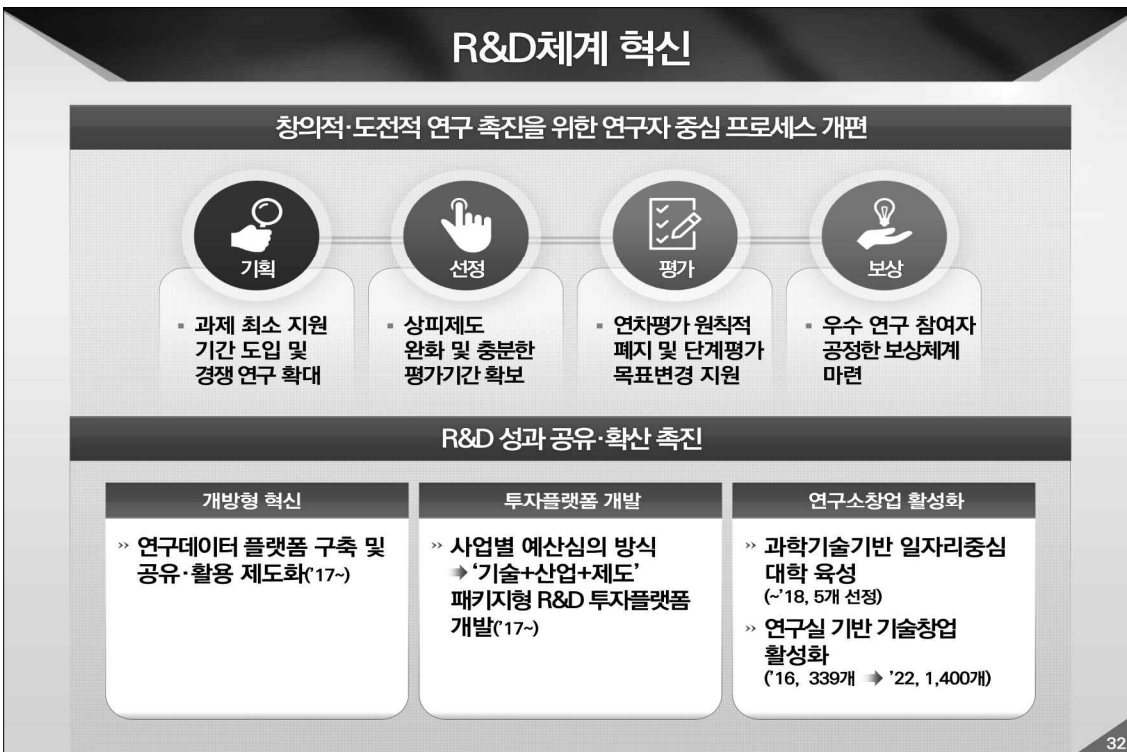 R&D체계 혁신
창의적·도전적 연구 촉진을 위한 연구자 중심 프로세스 개편
기획
선정
평가
보상
▪ 과제 최소 지원
기간 도입 및
경쟁 연구 확대
▪ 상피제도
완화 및 충분한
평가기간 확보
▪ 연차평가 원칙적
폐지 및 단계평가
목표변경 지원
▪ 우수 연구 참여자
공정한 보상체계
마련
R&D 성과 공유·확산 촉진
개방형 혁신
» 연구데이터 플랫폼 구축 및
공유·활용 제도화('17~)
투자플랫폼 개발
» 사업별 예산심의 방식
➔ '기술+산업+제도'
패키지형 R&D 투자플랫폼
개발('17~)
연구소창업 활성화
» 과학기술기반 일자리중심
대학 육성
(~'18, 5개 선정)
» 연구실 기반 기술창업
활성화
('16, 339개 ➔ '22, 1,400개)
32